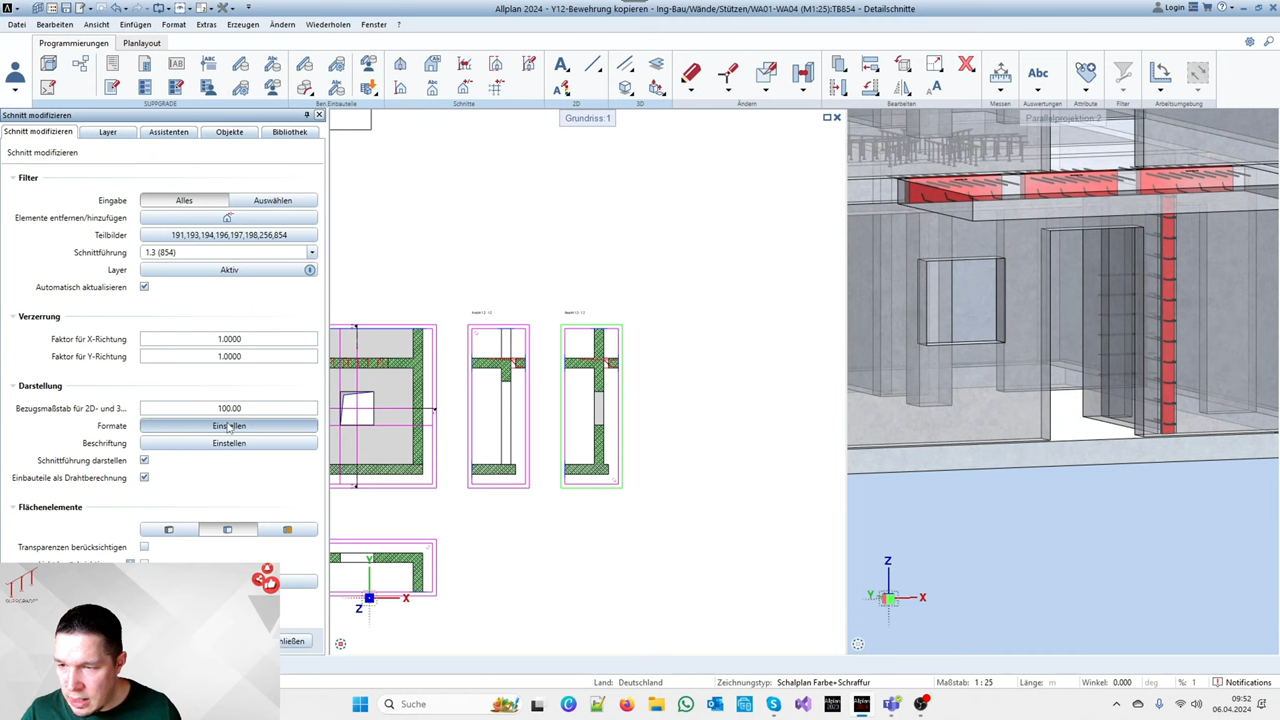 Allplan 2024 - Y12-Bewehrung kopieren - Ing-Bau/Wände/Stützen/WA01-WA04 (M1:25):TB854 - Detailschnitte
Login
Datei Bearbeiten Ansicht Einfügen Format Extras Erzeugen Ändern Wiederholen Fenster ?
Programmierungen Planlayout
SUPPGRADE Ben.Einbauteile Schnitte 2D 3D Ändern Bearbeiten Messen Auswertungen Attribute Filter Arbeitsumgebung
Schnitt modifizieren
Schnitt modifizieren Layer Assistenten Objekte Bibliothek
Schnitt modifizieren
Filter
Eingabe Alles Auswählen
Elemente entfernen/hinzufügen
Teilbilder 191,193,194,196,197,198,256,854
Schnittführung 1.3 (854)
Layer Aktiv
Automatisch aktualisieren
Verzerrung
Faktor für X-Richtung 1.0000
Faktor für Y-Richtung 1.0000
Darstellung
Bezugsmaßstab für 2D- und 3... 100.00
Formate Einstellen
Beschriftung Einstellen
Schnittführung darstellen
Einbauteile als Drahtberechnung
Flächenelemente
Transparenzen berücksichtigen
ließen
SUPPGRADE
Grundriss:1
Y
X
Z
Parallelprojektion:2
Z
Y
X
Land: Deutschland Zeichnungstyp: Schalplan Farbe+Schraffur Maßstab: 1 : 25 Länge: m Winkel: 0.000 deg %: 1 Notifications
Suche
09:52
06.04.2024